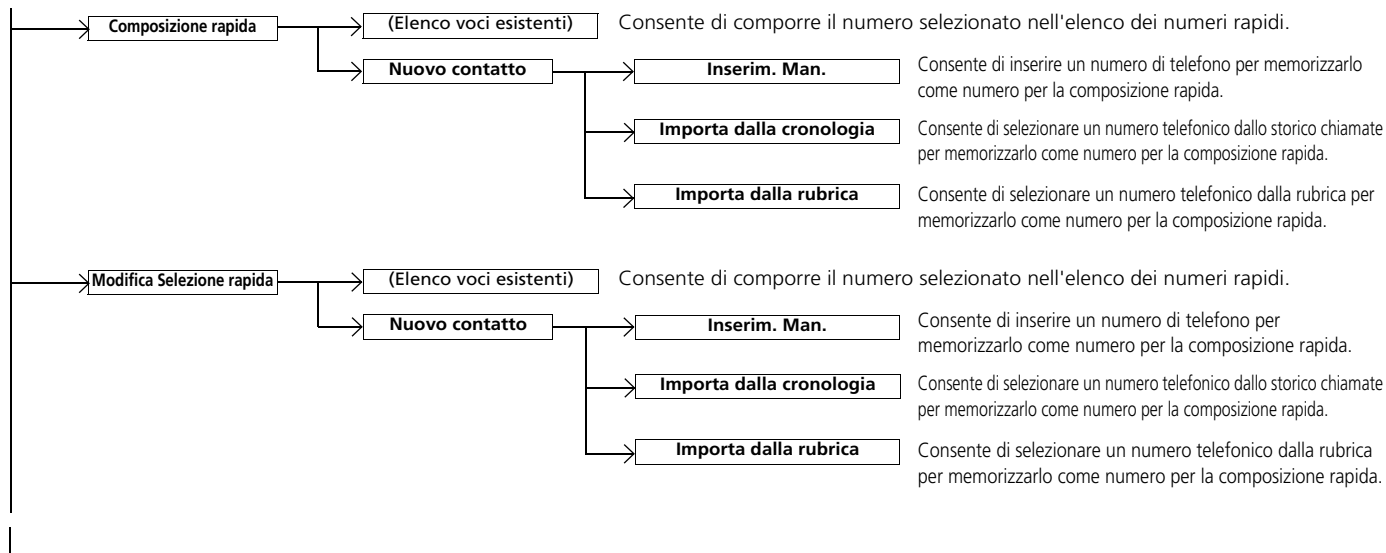 Composizione rapida
(Elenco voci esistenti)
Consente di comporre il numero selezionato nell'elenco dei numeri rapidi.
Nuovo contatto
Inserim. Man.
Consente di inserire un numero di telefono per memorizzarlo
come numero per la composizione rapida.
Importa dalla cronologia
Consente di selezionare un numero telefonico dallo storico chiamate
per memorizzarlo come numero per la composizione rapida.
Importa dalla rubrica
Consente di selezionare un numero telefonico dalla rubrica per
memorizzarlo come numero per la composizione rapida.
Modifica Selezione rapida
(Elenco voci esistenti)
Consente di comporre il numero selezionato nell'elenco dei numeri rapidi.
Nuovo contatto
Inserim. Man.
Consente di inserire un numero di telefono per
memorizzarlo come numero per la composizione rapida.
Importa dalla cronologia
Consente di selezionare un numero telefonico dallo storico chiamate
per memorizzarlo come numero per la composizione rapida.
Importa dalla rubrica
Consente di selezionare un numero telefonico dalla rubrica
per memorizzarlo come numero per la composizione rapida.